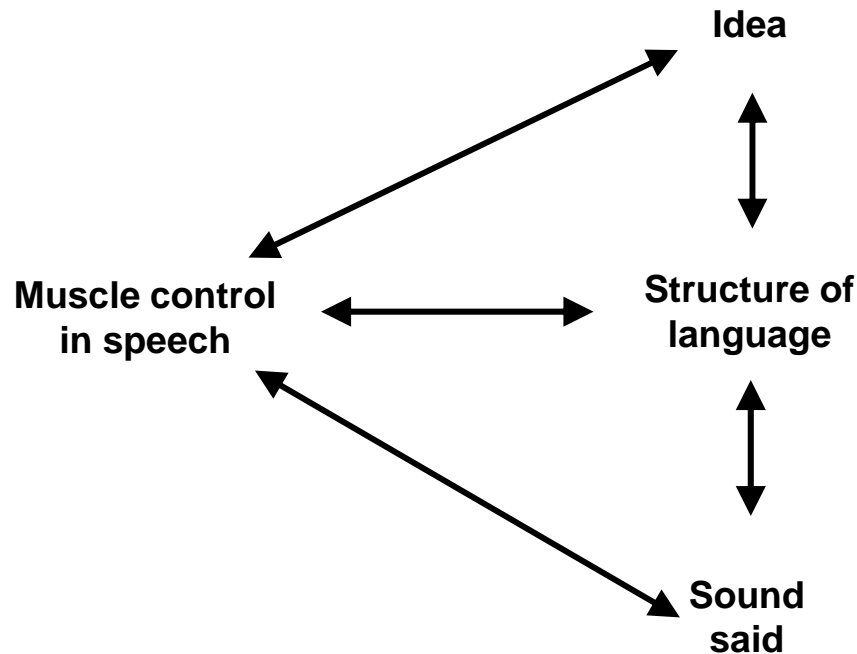 Idea
Muscle control
in speech
Structure of
language
Sound
said